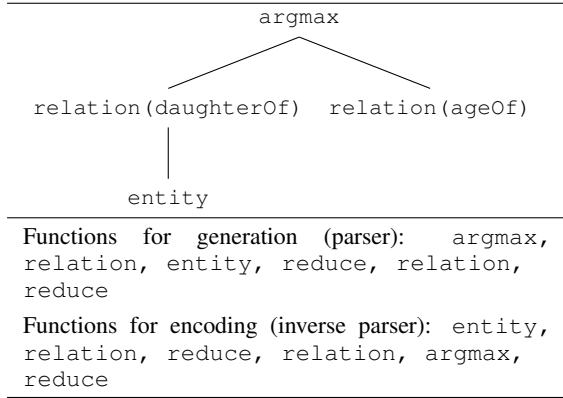 argmax
relation(daughterOf) relation(ageOf)
entity
Functions for generation (parser): argmax,
relation, entity, reduce, relation,
reduce
Functions for encoding (inverse parser): entity,
relation, reduce, relation, argmax,
reduce